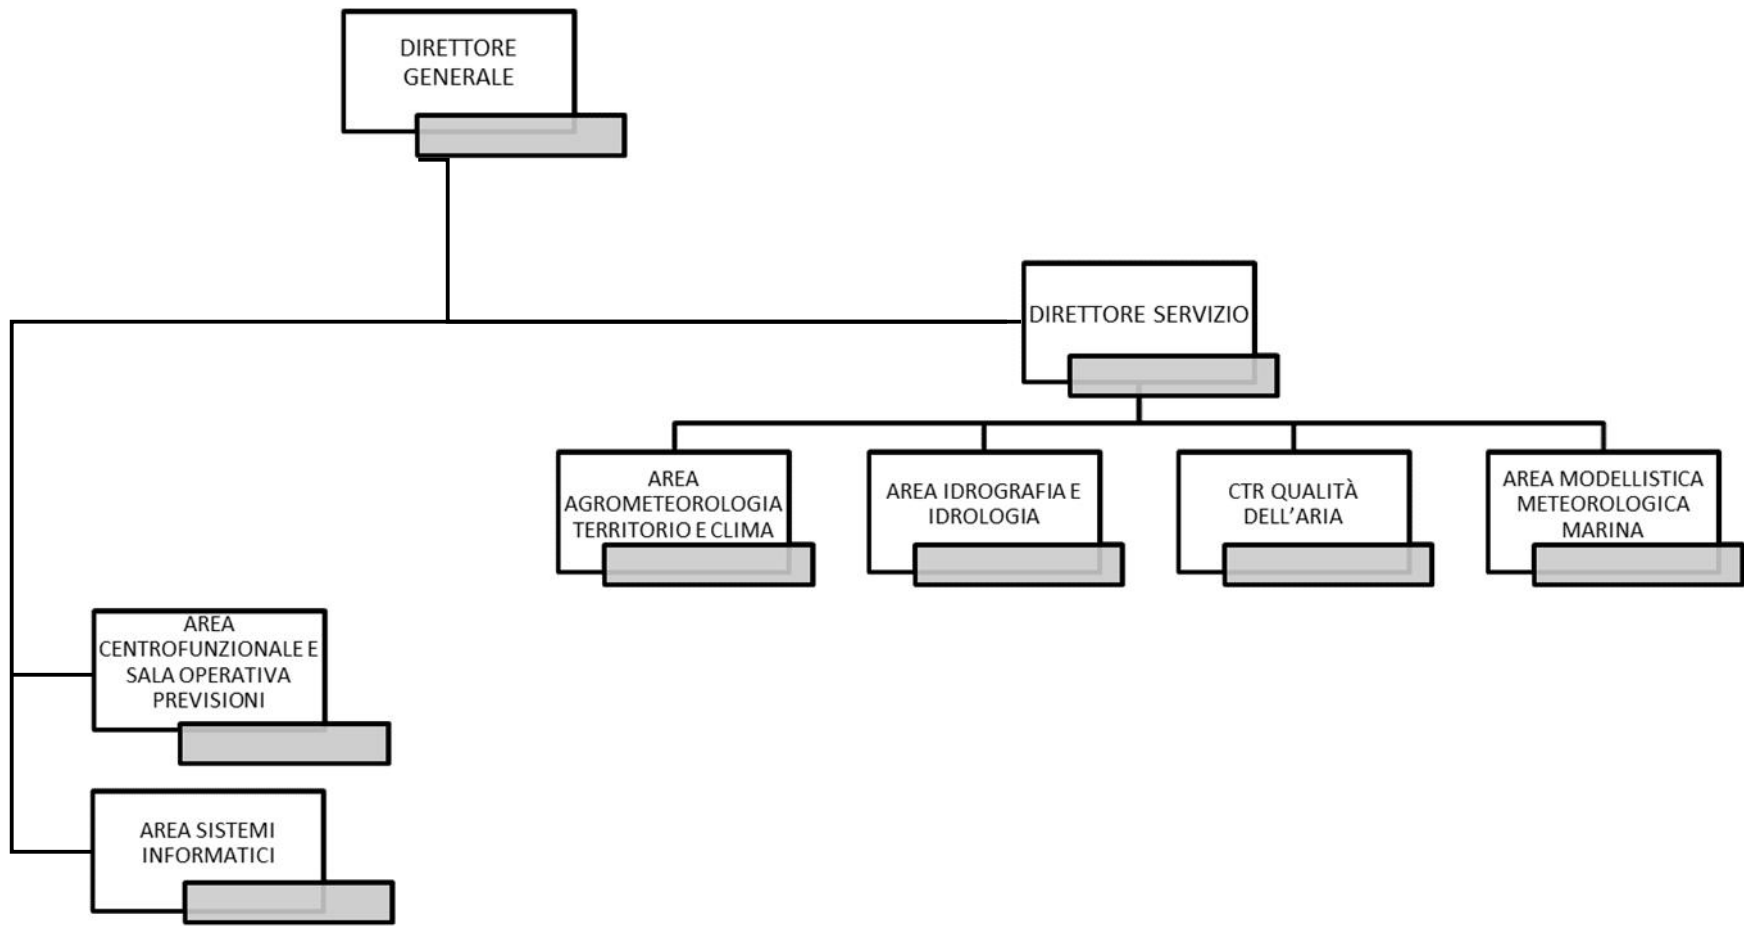 DIRETTORE
GENERALE
DIRETTORE SERVIZIO
AREA
AGROMETEOROLOGIA
TERRITORIO E CLIMA
AREA IDROGRAFIA E
IDROLOGIA
CTR QUALITÀ
DELL’ARIA
AREA MODELLISTICA
METEOROLOGICA
MARINA
AREA
CENTROFUNZIONALE E
SALA OPERATIVA
PREVISIONI
AREA SISTEMI
INFORMATICI